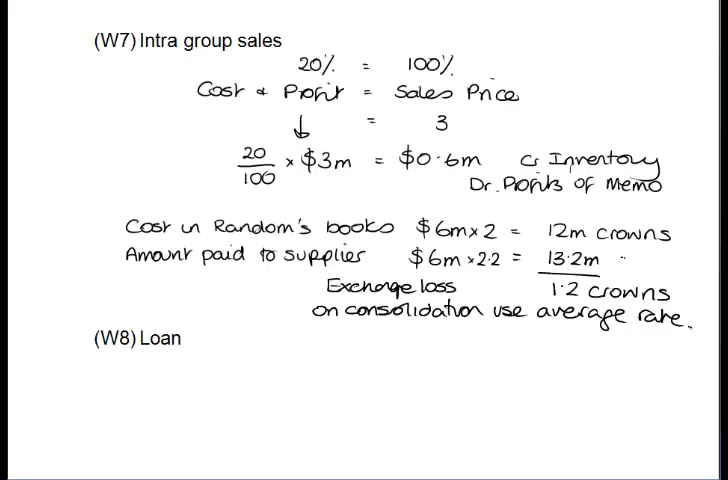 (W7) Intra group sales
20% = 100%
Cost + Profit = Sales Price
↓ = 3
20/100 × $3m = $0.6m Cr Inventory
Dr. Profits of Memo
Cost in Random's books $6m × 2 = 12m crowns
Amount paid to supplier $6m × 2.2 = 13.2m "
Exchange loss 1.2 crowns
on consolidation use average rate.
(W8) Loan